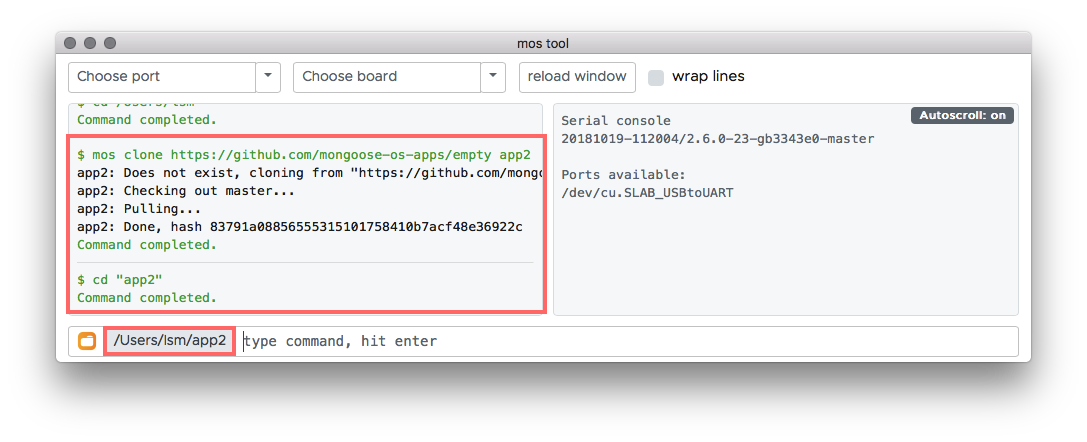 mos tool
Choose port
Choose board
reload window
wrap lines
$ cd /Users/lsm
Command completed.
$ mos clone https://github.com/mongoose-os-apps/empty app2
app2: Does not exist, cloning from "https://github.com/mongo
app2: Checking out master...
app2: Pulling...
app2: Done, hash 83791a08856555315101758410b7acf48e36922c
Command completed.
$ cd "app2"
Command completed.
Serial console
Autoscroll: on
20181019-112004/2.6.0-23-gb3343e0-master
Ports available:
/dev/cu.SLAB_USBtoUART
/Users/lsm/app2
type command, hit enter